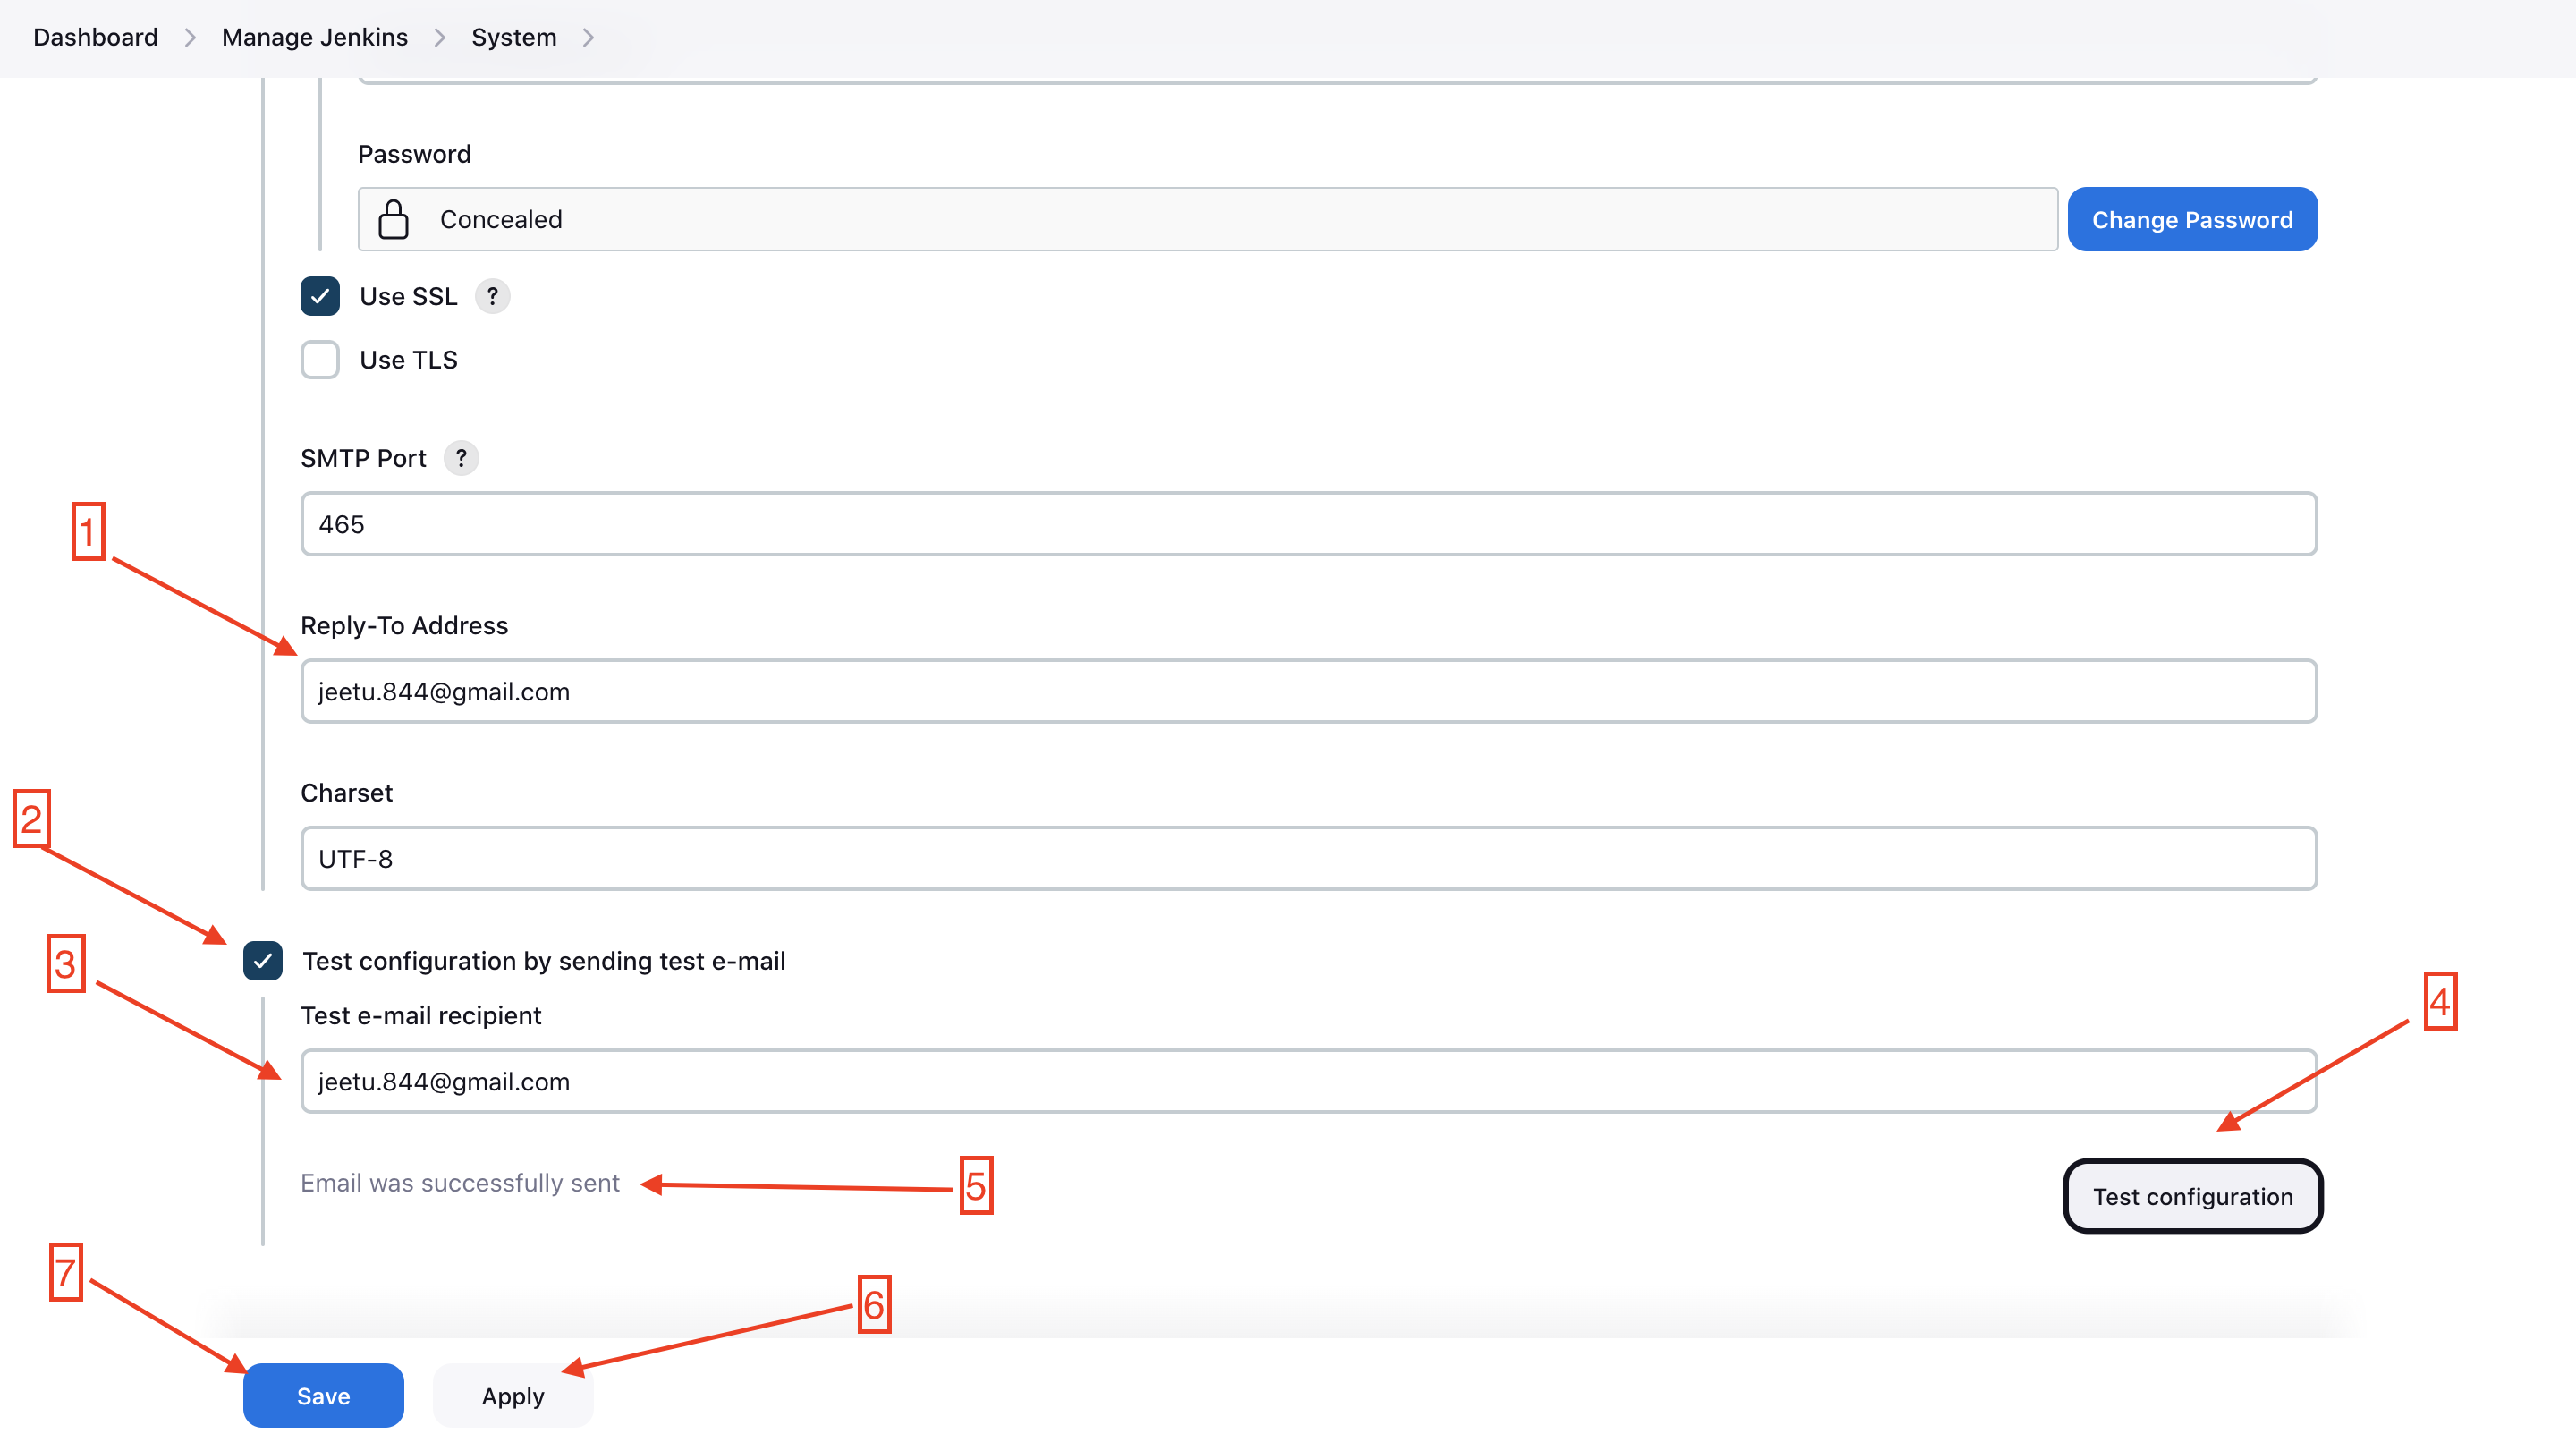 Dashboard > Manage Jenkins > System >
Password
Concealed
Change Password
Use SSL ?
Use TLS
SMTP Port ?
465
1
Reply-To Address
jeetu.844@gmail.com
Charset
2
UTF-8
3
Test configuration by sending test e-mail
4
Test e-mail recipient
jeetu.844@gmail.com
Email was successfully sent
5
Test configuration
7
6
Save
Apply